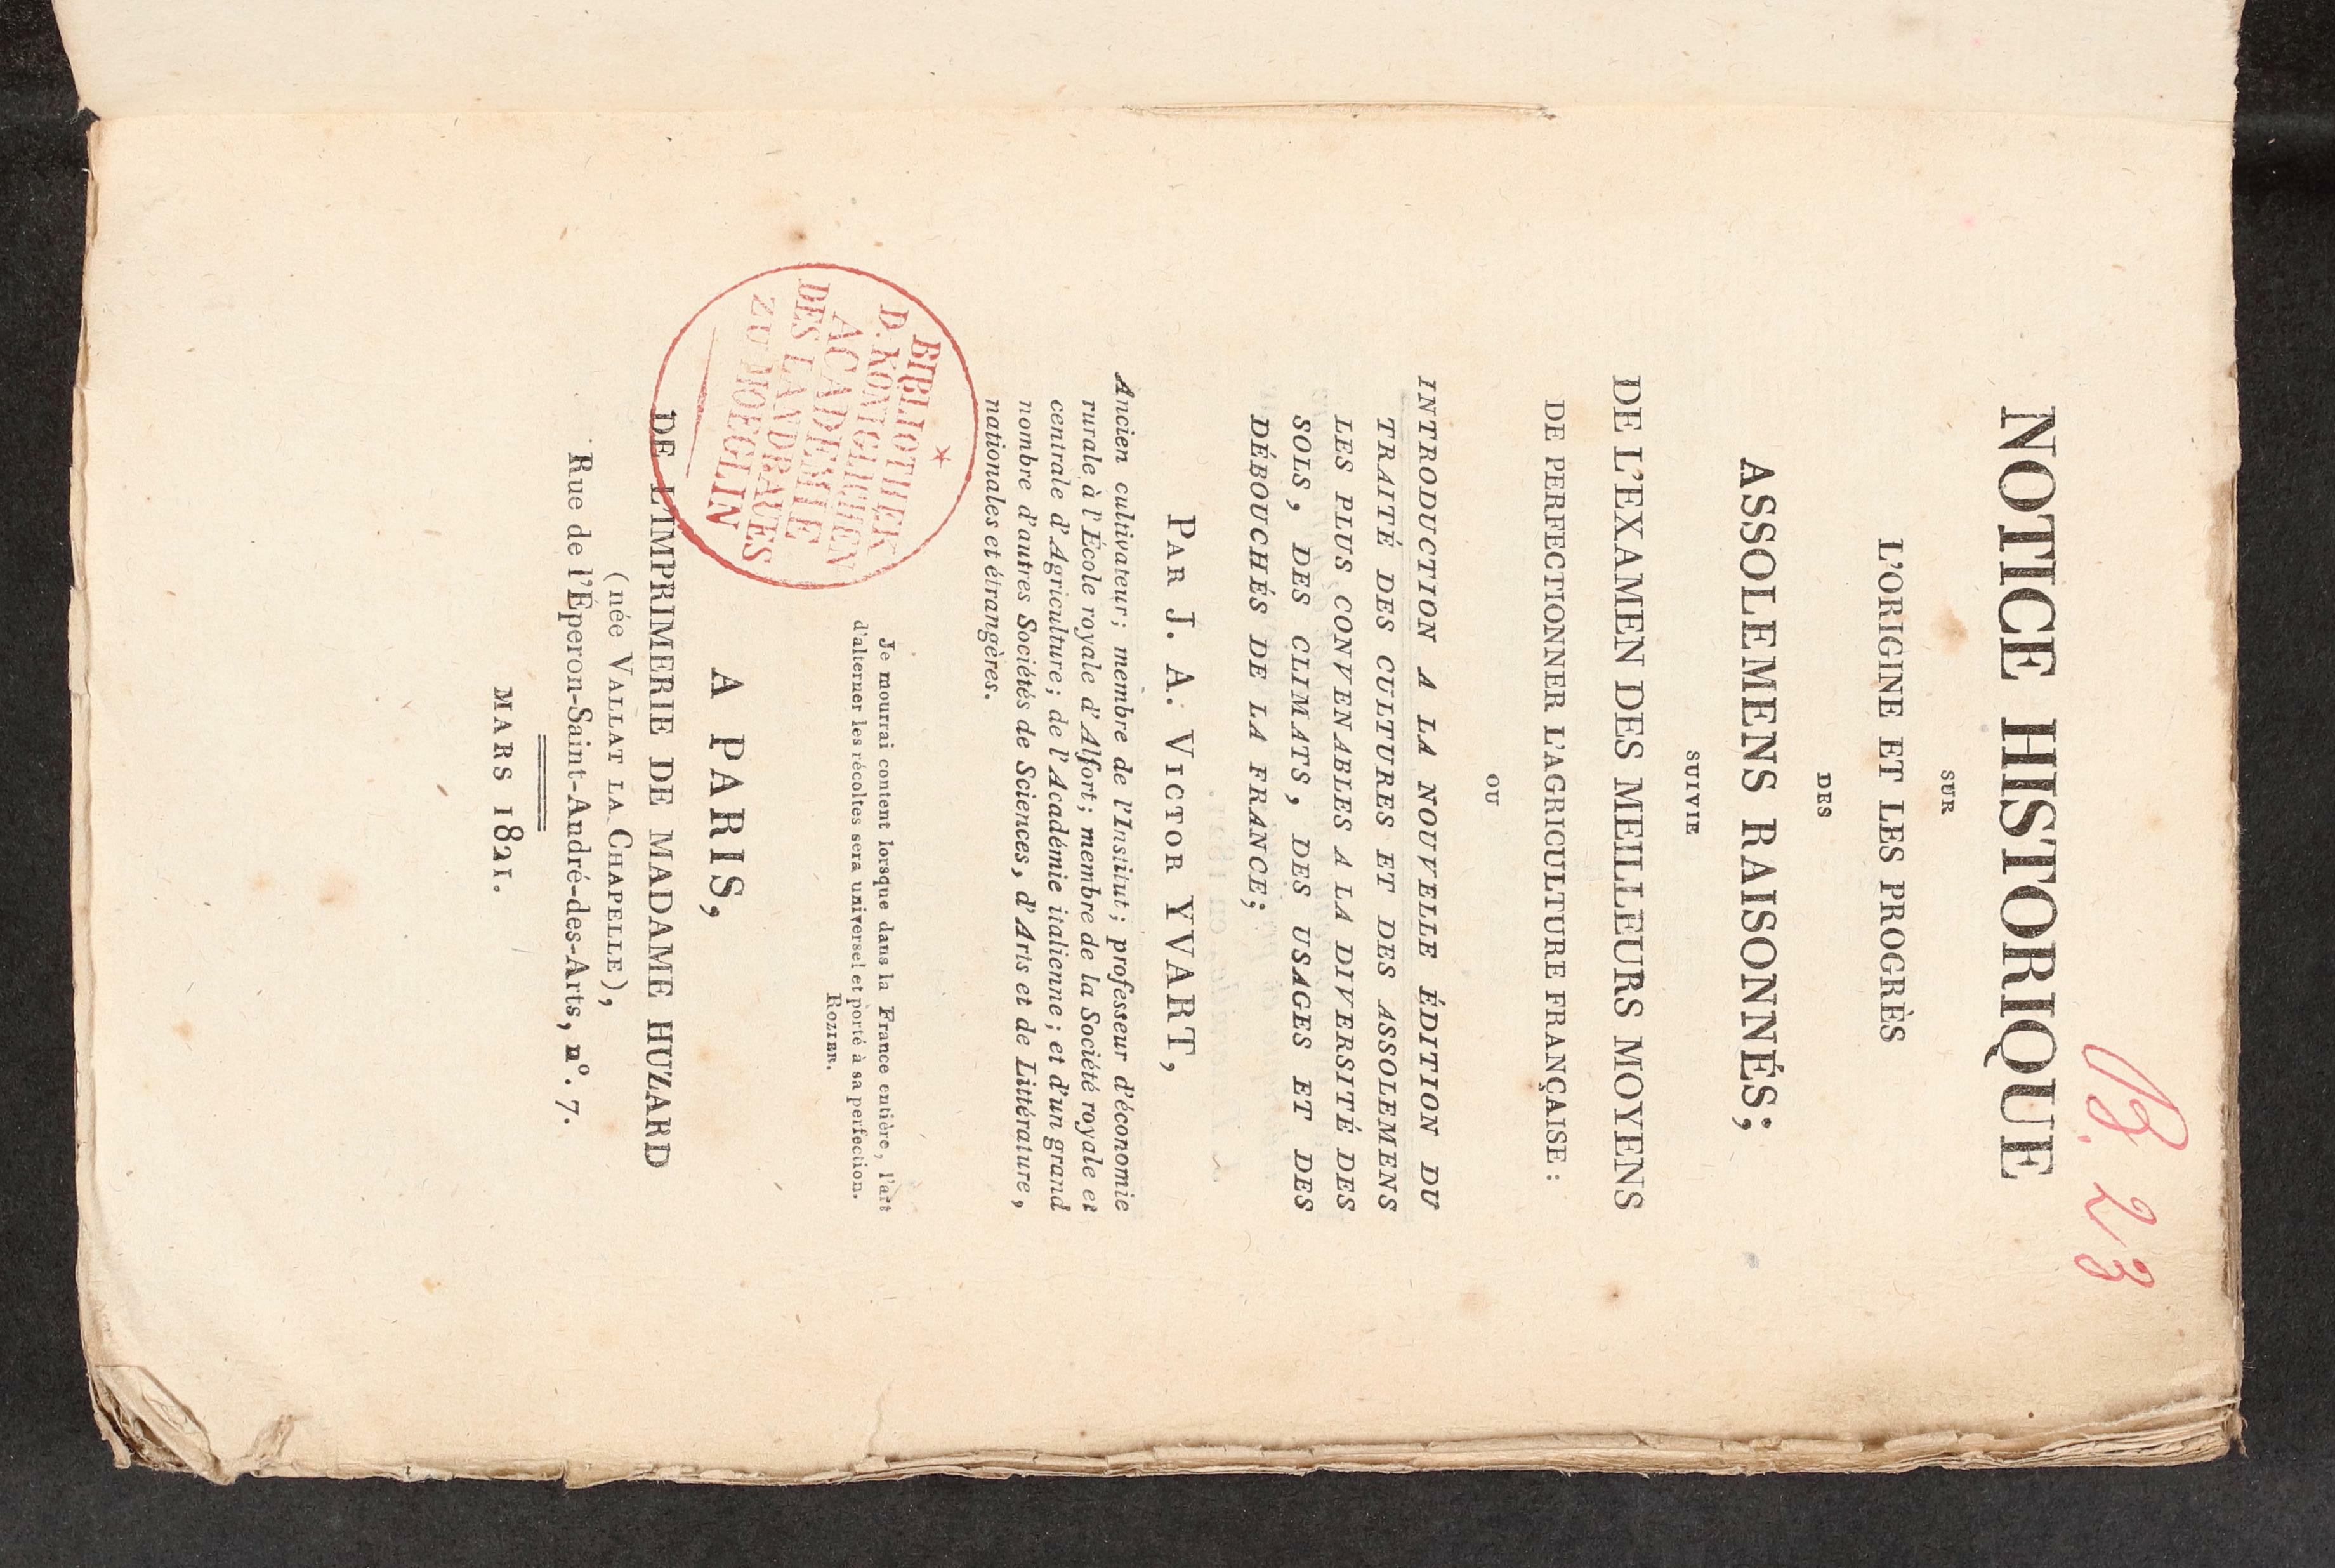 B. 23
NOTICE HISTORIQUE
SUR
L'ORIGINE ET LES PROGRÈS
DES
ASSOLEMENS RAISONNÉS;
SUIVIE
DE L'EXAMEN DES MEILLEURS MOYENS
DE PERFECTIONNER L'AGRICULTURE FRANÇAISE:
OU
INTRODUCTION A LA NOUVELLE ÉDITION DU
TRAITÉ DES CULTURES ET DES ASSOLEMENS
LES PLUS CONVENABLES A LA DIVERSITÉ DES
SOLS, DES CLIMATS, DES USAGES ET DES
DÉBOUCHÉS DE LA FRANCE;
PAR J. A. VICTOR YVART,
Ancien cultivateur; membre de l'Institut; professeur d'économie
rurale à l'École royale d'Alfort; membre de la Société royale et
centrale d'Agriculture; de l'Académie italienne; et d'un grand
nombre d'autres Sociétés de Sciences, d'Arts et de Littérature,
nationales et étrangères.
Je mourrai content lorsque dans la France entière, l'art
d'alterner les récoltes sera universel et porté à sa perfection.
ROZIER.
BIBLIOTHEK
D. KÖNIGLICHEN
ACADEMIE
DES LANDBAUES
ZU MOEGLIN
A PARIS,
DE L'IMPRIMERIE DE MADAME HUZARD
(née VALLAT LA CHAPELLE),
Rue de l'Éperon-Saint-André-des-Arts, nº. 7.
MARS 1821.